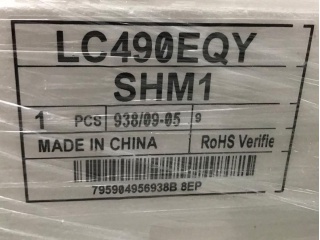 LC490EQY
SHM1
1 PCS 938/09-05 9
MADE IN CHINA RoHS Verifie
795904956938B 8EP